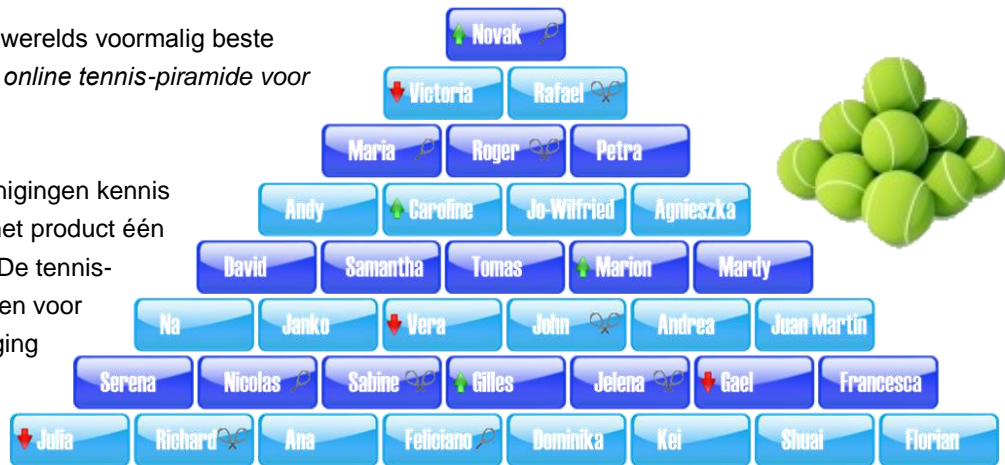 werelds voormalig beste
online tennis-piramide voor
nigingen kennis
net product één
De tennis-
en voor
ging
Novak
Victoria Rafael
Maria Roger Petra
Andy Caroline Jo-Wilfried Agnieszka
David Samantha Tomas Marion Mardy
Na Janko Vera John Andrea Juan Martin
Serena Nicolas Sabine Gilles Jelena Gael Francesca
Julia Richard Ana Feliciano Dominika Kei Shuai Florian